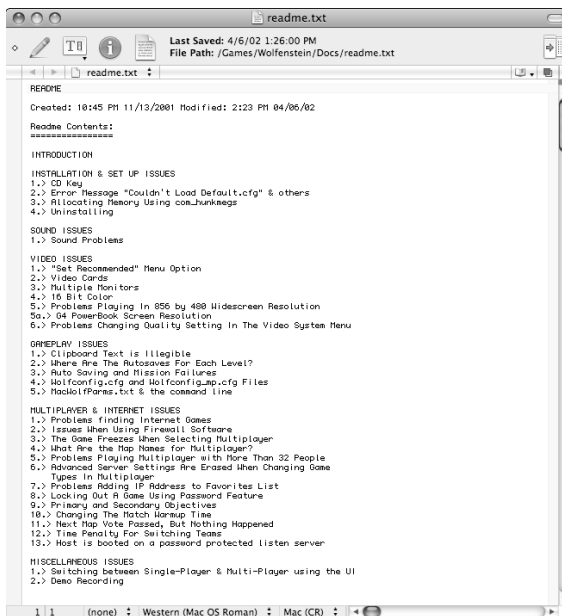 readme.txt
Last Saved: 4/6/02 1:26:00 PM
File Path: /Games/Wolfenstein/Docs/readme.txt
readme.txt
README
Created: 10:45 PM 11/13/2001 Modified: 2:23 PM 04/06/02
Readme Contents:
================
INTRODUCTION
INSTALLATION & SET UP ISSUES
1.> CD Key
2.> Error Message "Couldn't Load Default.cfg" & others
3.> Allocating Memory Using com_hunkmegs
4.> Uninstalling
SOUND ISSUES
1.> Sound Problems
VIDEO ISSUES
1.> "Set Recommended" Menu Option
2.> Video Cards
3.> Multiple Monitors
4.> 16 Bit Color
5.> Problems Playing In 856 by 480 Widescreen Resolution
5a.> G4 PowerBook Screen Resolution
6.> Problems Changing Quality Setting In The Video System Menu
GAMEPLAY ISSUES
1.> Clipboard Text is Illegible
2.> Where Are The Autosaves For Each Level?
3.> Auto Saving and Mission Failures
4.> Wolfconfig.cfg and Wolfconfig_mp.cfg Files
5.> MacWolfParms.txt & the command line
MULTIPLAYER & INTERNET ISSUES
1.> Problems finding Internet Games
2.> Issues When Using Firewall Software
3.> The Game Freezes When Selecting Multiplayer
4.> What Are the Map Names for Multiplayer?
5.> Problems Playing Multiplayer with More Than 32 People
6.> Advanced Server Settings Are Erased When Changing Game
Types In Multiplayer
7.> Problems Adding IP Address to Favorites List
8.> Locking Out A Game Using Password Feature
9.> Primary and Secondary Objectives
10.> Changing The Match Warmup Time
11.> Next Map Vote Passed, But Nothing Happened
12.> Time Penalty For Switching Teams
13.> Host is booted on a password protected listen server
MISCELLANEOUS ISSUES
1.> Switching between Single-Player & Multi-Player using the UI
2.> Demo Recording
1 1 (none) Western (Mac OS Roman) Mac (CR)